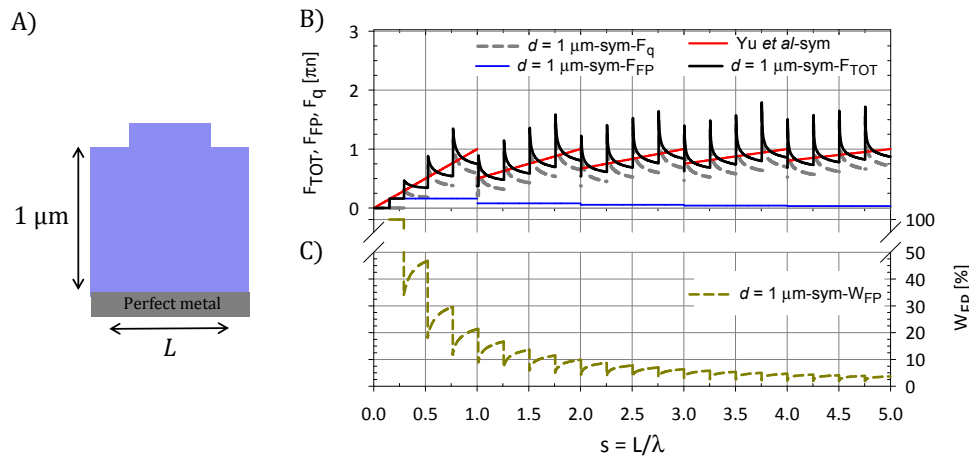 A)
1 μm
Perfect metal
L
B)
F_TOT, F_FP, F_q [πn]
3
2
1
0
d = 1 μm-sym-F_q
Yu et al-sym
d = 1 μm-sym-F_FP
d = 1 μm-sym-F_TOT
100
C)
50
40
30
20
10
0
W_FP [%]
d = 1 μm-sym-W_FP
0.0 0.5 1.0 1.5 2.0 2.5 3.0 3.5 4.0 4.5 5.0
s = L/λ